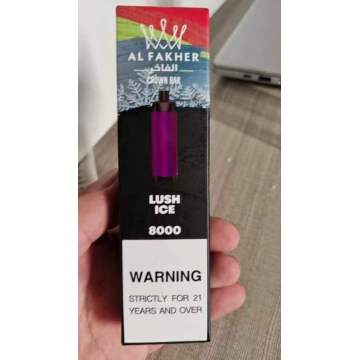 AL FAKHER
الفاخر
CROWN BAR
LUSH
ICE
8000
WARNING
STRICTLY FOR 21
YEARS AND OVER